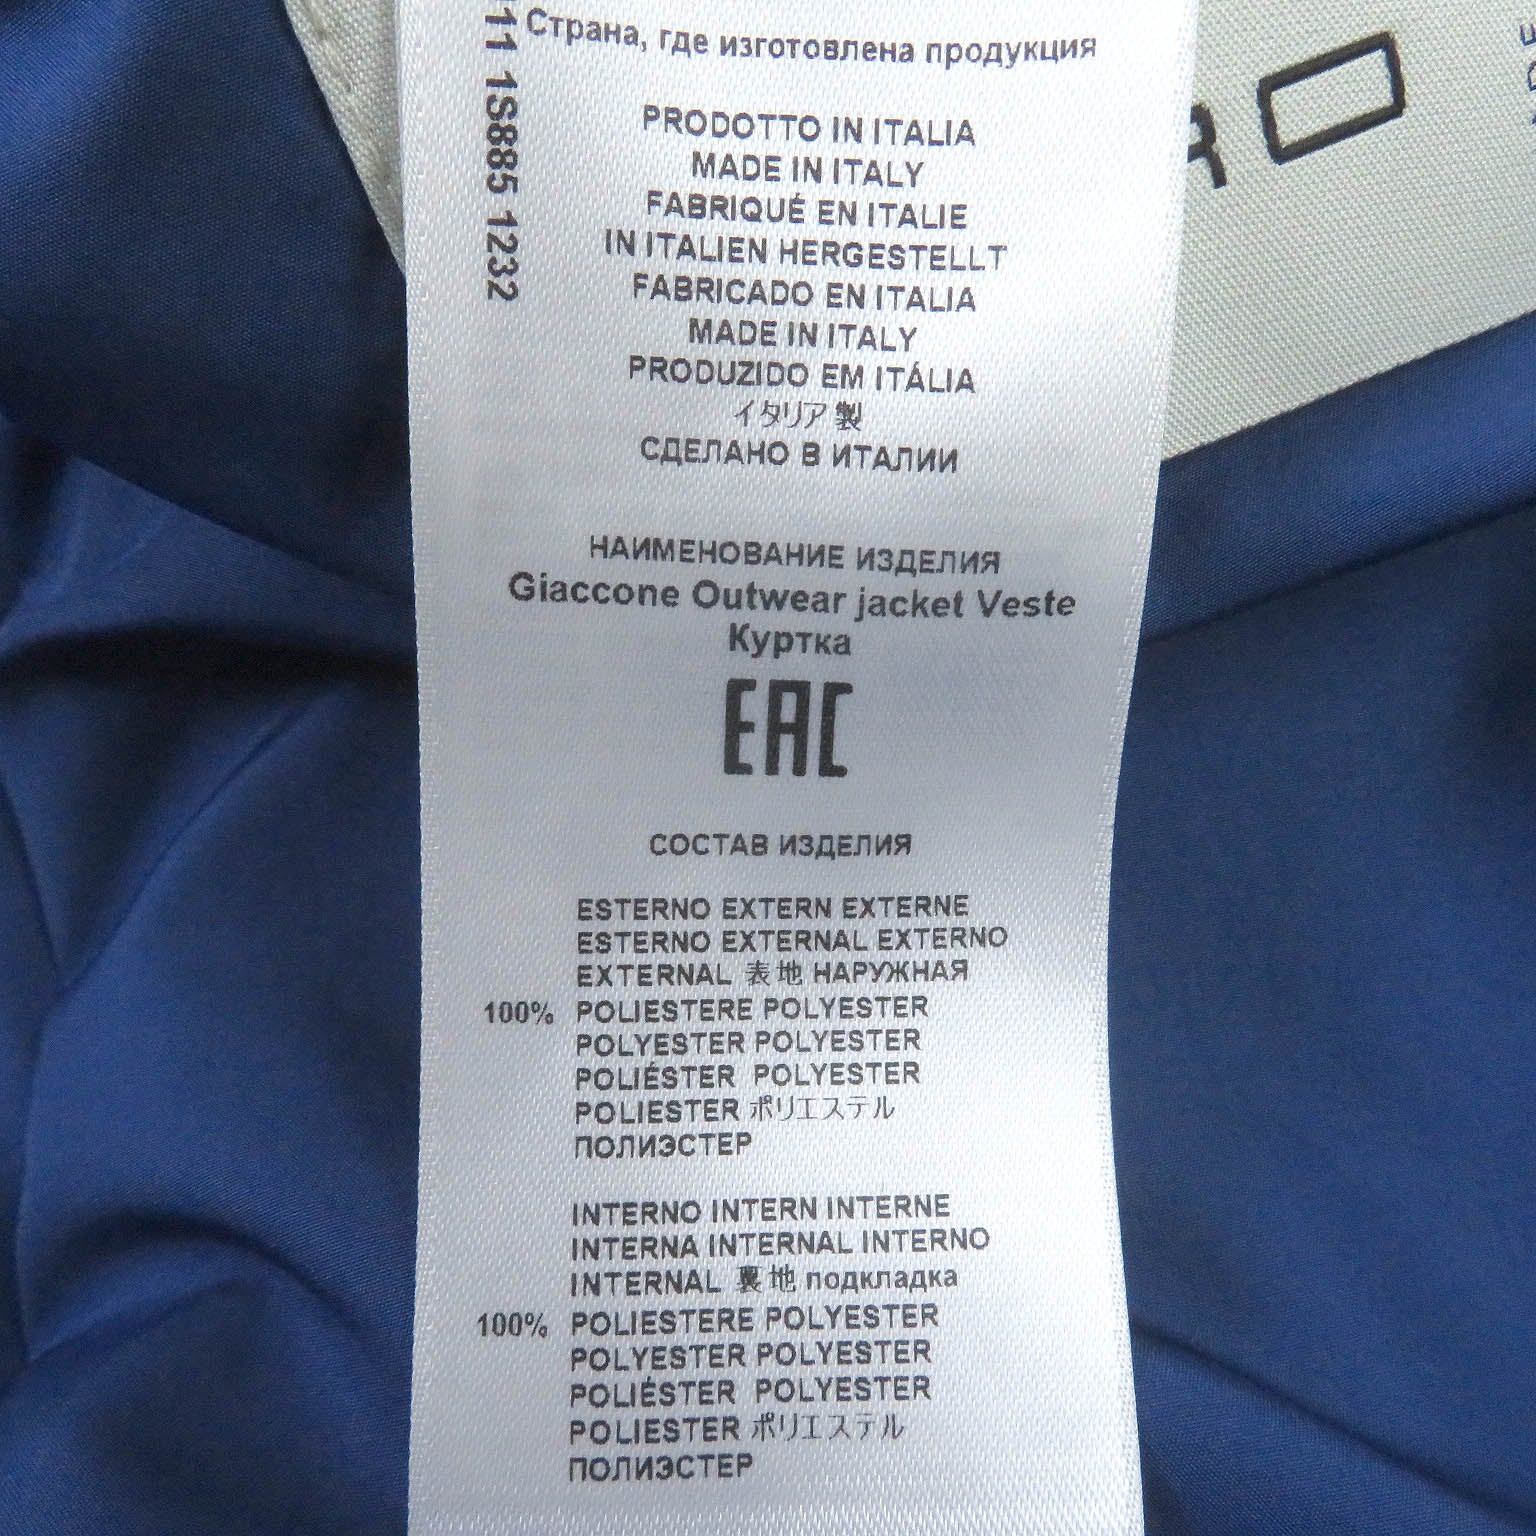 11 1S885 1232
Страна, где изготовлена продукция
PRODOTTO IN ITALIA
MADE IN ITALY
FABRIQUÉ EN ITALIE
IN ITALIEN HERGESTELLT
FABRICADO EN ITALIA
MADE IN ITALY
PRODUZIDO EM ITÁLIA
イタリア製
СДЕЛАНО В ИТАЛИИ
НАИМЕНОВАНИЕ ИЗДЕЛИЯ
Giaccone Outwear jacket Veste
Куртка
EAC
СОСТАВ ИЗДЕЛИЯ
ESTERNO EXTERN EXTERNE
ESTERNO EXTERNAL EXTERNO
EXTERNAL 表地 НАРУЖНАЯ
100% POLIESTERE POLYESTER
POLYESTER POLYESTER
POLIÉSTER POLYESTER
POLIESTER ポリエステル
ПОЛИЭСТЕР
INTERNO INTERN INTERNE
INTERNA INTERNAL INTERNO
INTERNAL 裏地 подкладка
100% POLIESTERE POLYESTER
POLYESTER POLYESTER
POLIÉSTER POLYESTER
POLIESTER ポリエステル
ПОЛИЭСТЕР